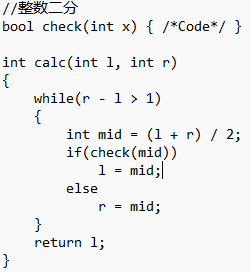 //整数二分
bool check(int x) { /*Code*/ }

int calc(int l, int r)
{
    while(r - l > 1)
    {
        int mid = (l + r) / 2;
        if(check(mid))
            l = mid;
        else
            r = mid;
    }
    return l;
}